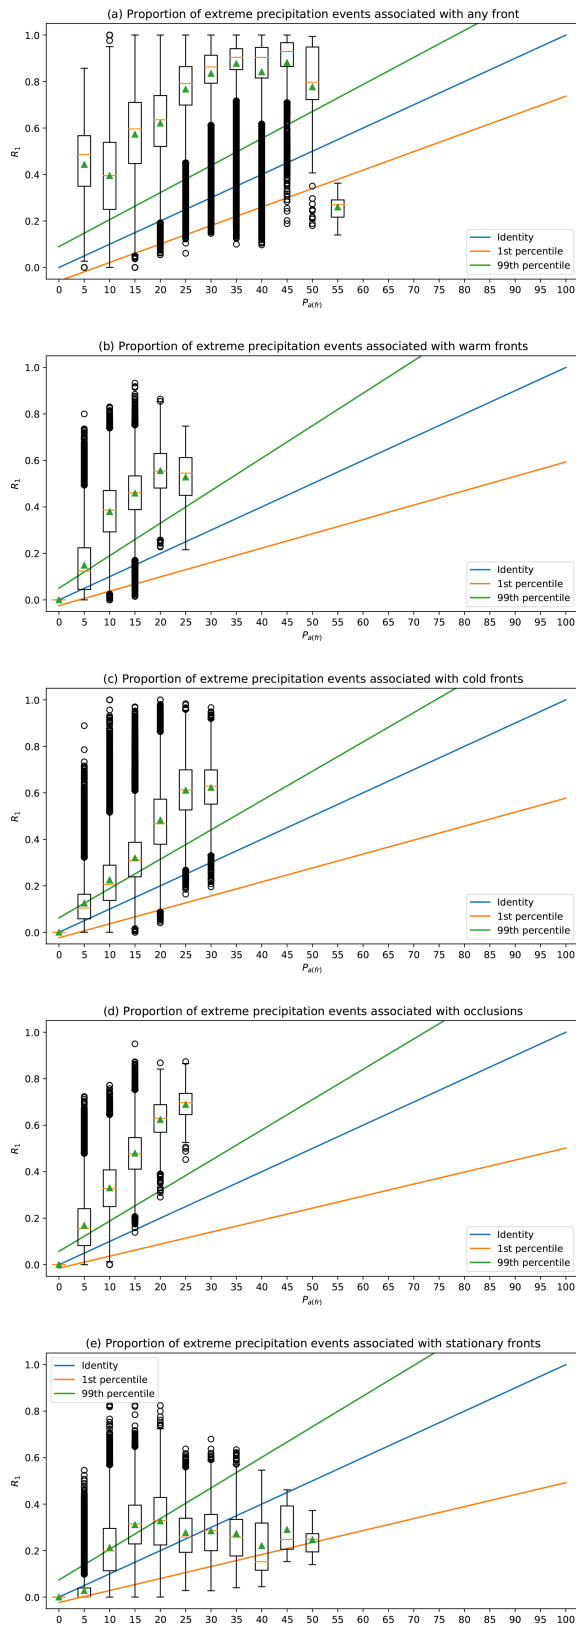 (a) Proportion of extreme precipitation events associated with any front
1.0
0.8
0.6
0.4
0.2
0.0
R1
0 5 10 15 20 25 30 35 40 45 50 55 60 65 70 75 80 85 90 95 100
Pa(fr)
Identity
1st percentile
99th percentile
(b) Proportion of extreme precipitation events associated with warm fronts
1.0
0.8
0.6
0.4
0.2
0.0
R1
0 5 10 15 20 25 30 35 40 45 50 55 60 65 70 75 80 85 90 95 100
Pa(fr)
Identity
1st percentile
99th percentile
(c) Proportion of extreme precipitation events associated with cold fronts
1.0
0.8
0.6
0.4
0.2
0.0
R1
0 5 10 15 20 25 30 35 40 45 50 55 60 65 70 75 80 85 90 95 100
Pa(fr)
Identity
1st percentile
99th percentile
(d) Proportion of extreme precipitation events associated with occlusions
1.0
0.8
0.6
0.4
0.2
0.0
R1
0 5 10 15 20 25 30 35 40 45 50 55 60 65 70 75 80 85 90 95 100
Pa(fr)
Identity
1st percentile
99th percentile
(e) Proportion of extreme precipitation events associated with stationary fronts
Identity
1st percentile
99th percentile
1.0
0.8
0.6
0.4
0.2
0.0
R1
0 5 10 15 20 25 30 35 40 45 50 55 60 65 70 75 80 85 90 95 100